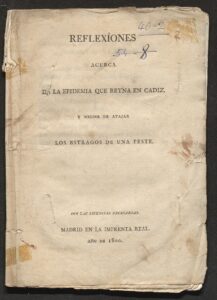 REFLEXÎONES
ACERCA
DE LA EPIDEMIA QUE REYNA EN CADIZ,
Y MEDIOS DE ATAJAR
LOS ESTRAGOS DE UNA PESTE.
CON LAS LICENCIAS NECESARIAS.
MADRID EN LA IMPRENTA REAL.
AÑO DE 1800.